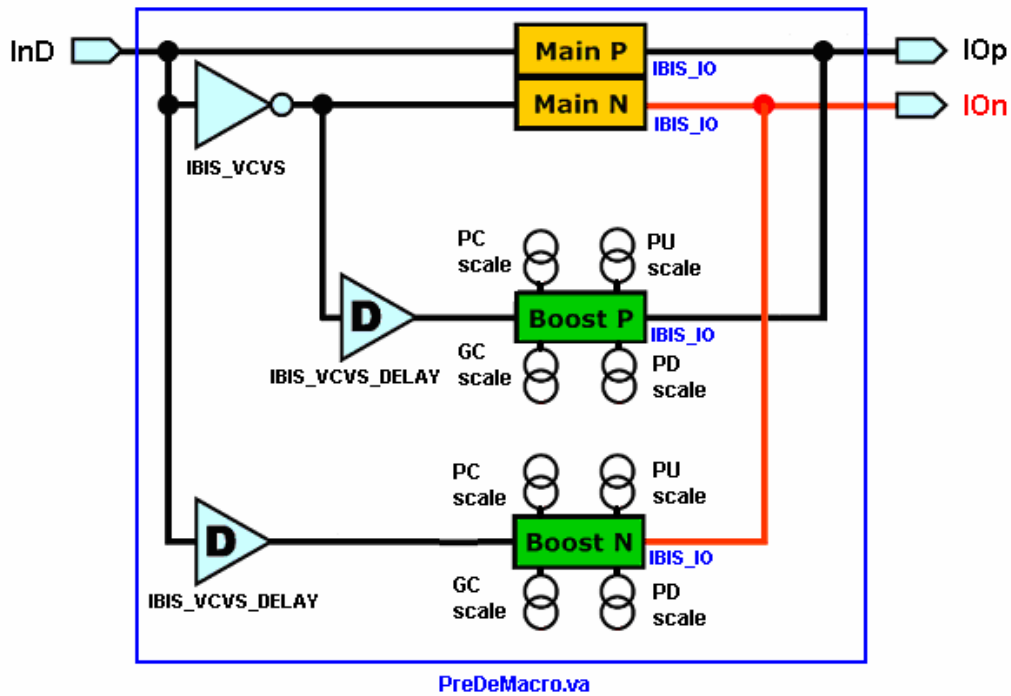 InD
Main P
IBIS_IO
IOp
Main N
IBIS_IO
IOn
IBIS_VCVS
PC
scale
PU
scale
D
Boost P
IBIS_IO
IBIS_VCVS_DELAY
GC
scale
PD
scale
PC
scale
PU
scale
D
Boost N
IBIS_IO
IBIS_VCVS_DELAY
GC
scale
PD
scale
PreDeMacro.va